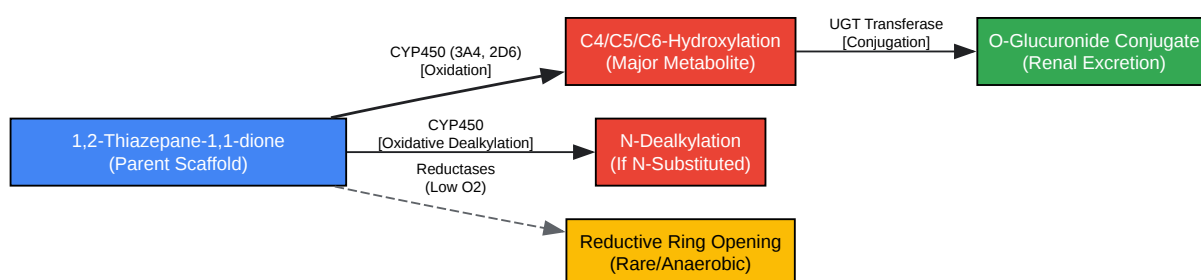 CYP450 (3A4, 2D6)
[Oxidation]
C4/C5/C6-Hydroxylation
(Major Metabolite)
UGT Transferase
[Conjugation]
O-Glucuronide Conjugate
(Renal Excretion)
1,2-Thiazepane-1,1-dione
(Parent Scaffold)
CYP450
[Oxidative Dealkylation]
N-Dealkylation
(If N-Substituted)
Reductases
(Low O2)
Reductive Ring Opening
(Rare/Anaerobic)